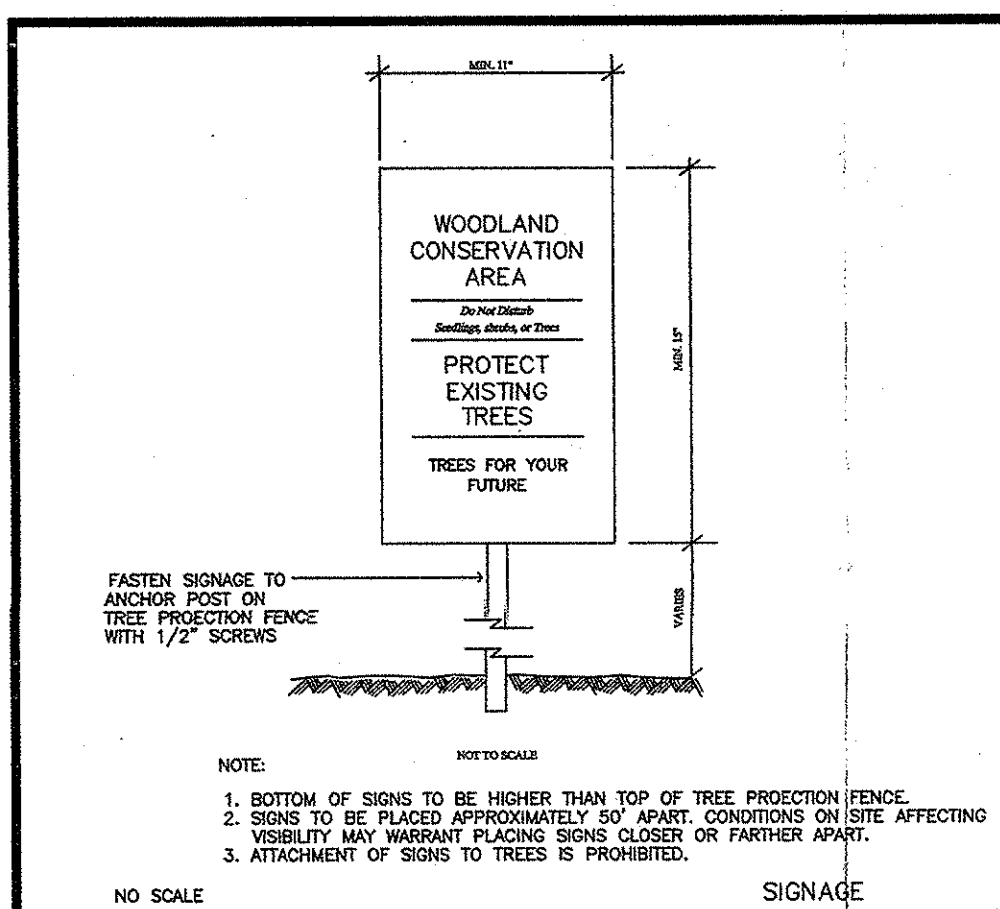 MIN. 11"
WOODLAND
CONSERVATION
AREA
Do Not Disturb
Seedlings, shrubs, or Trees
PROTECT
EXISTING
TREES
TREES FOR YOUR
FUTURE
MIN. 15"
VARIES
FASTEN SIGNAGE TO
ANCHOR POST ON
TREE PROECTION FENCE
WITH 1/2" SCREWS
NOT TO SCALE
NOTE:
1. BOTTOM OF SIGNS TO BE HIGHER THAN TOP OF TREE PROECTION FENCE.
2. SIGNS TO BE PLACED APPROXIMATELY 50' APART. CONDITIONS ON SITE AFFECTING
VISIBILITY MAY WARRANT PLACING SIGNS CLOSER OR FARTHER APART.
3. ATTACHMENT OF SIGNS TO TREES IS PROHIBITED.
NO SCALE
SIGNAGE